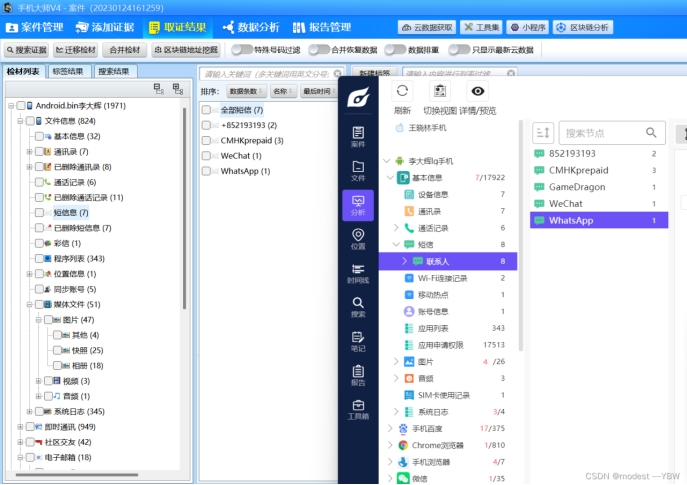 手机大师V4 - 案件（20230124161259）
案件管理 添加证据 取证结果 数据分析 报告管理 云数据获取 工具集 小程序 区块链分析
搜索证据 迁移检材 合并检材 区块链地址挖掘 特殊号码过滤 合并恢复数据 数据排重 只显示最新云数据
检材列表 标签结果 搜索结果
Android.bin李大辉 (1971)
文件信息 (824)
基本信息 (32)
通讯录 (7)
已删除通讯录 (8)
通话记录 (6)
已删除通话记录 (11)
短信息 (7)
已删除短信息 (7)
彩信 (1)
程序列表 (343)
位置信息 (1)
同步账号 (5)
媒体文件 (51)
图片 (47)
其他 (4)
快照 (25)
相册 (18)
视频 (3)
音频 (1)
系统日志 (345)
即时通讯 (949)
社区交友 (42)
电子邮箱 (18)
请输入关键词（多关键词用英文分号
新建标签 请输入内容进行列表过滤
排序： 数据条数 名称 最后时间
全部短信 (7)
+852193193 (2)
CMHKprepaid (3)
WeChat (1)
WhatsApp (1)
案件
文件
分析
位置
时间线
搜索
笔记
报告
工具箱
刷新 切换视图 详情/预览
王晓林手机
李大辉lg手机
基本信息 7/17922
设备信息 7
通讯录 7
通话记录 6
短信 8
联系人 8
Wi-Fi连接记录 2
移动热点 1
账号信息 1
应用列表 343
应用申请权限 17513
图片 4 /26
音频 3
SIM卡使用记录 1
系统日志 3/4
手机百度 17/375
Chrome浏览器 1/810
手机浏览器 4/7
微信 1/35
搜索节点
852193193 2
CMHKprepaid 3
GameDragon 1
WeChat 1
WhatsApp 1
CSDN @modest —YBW